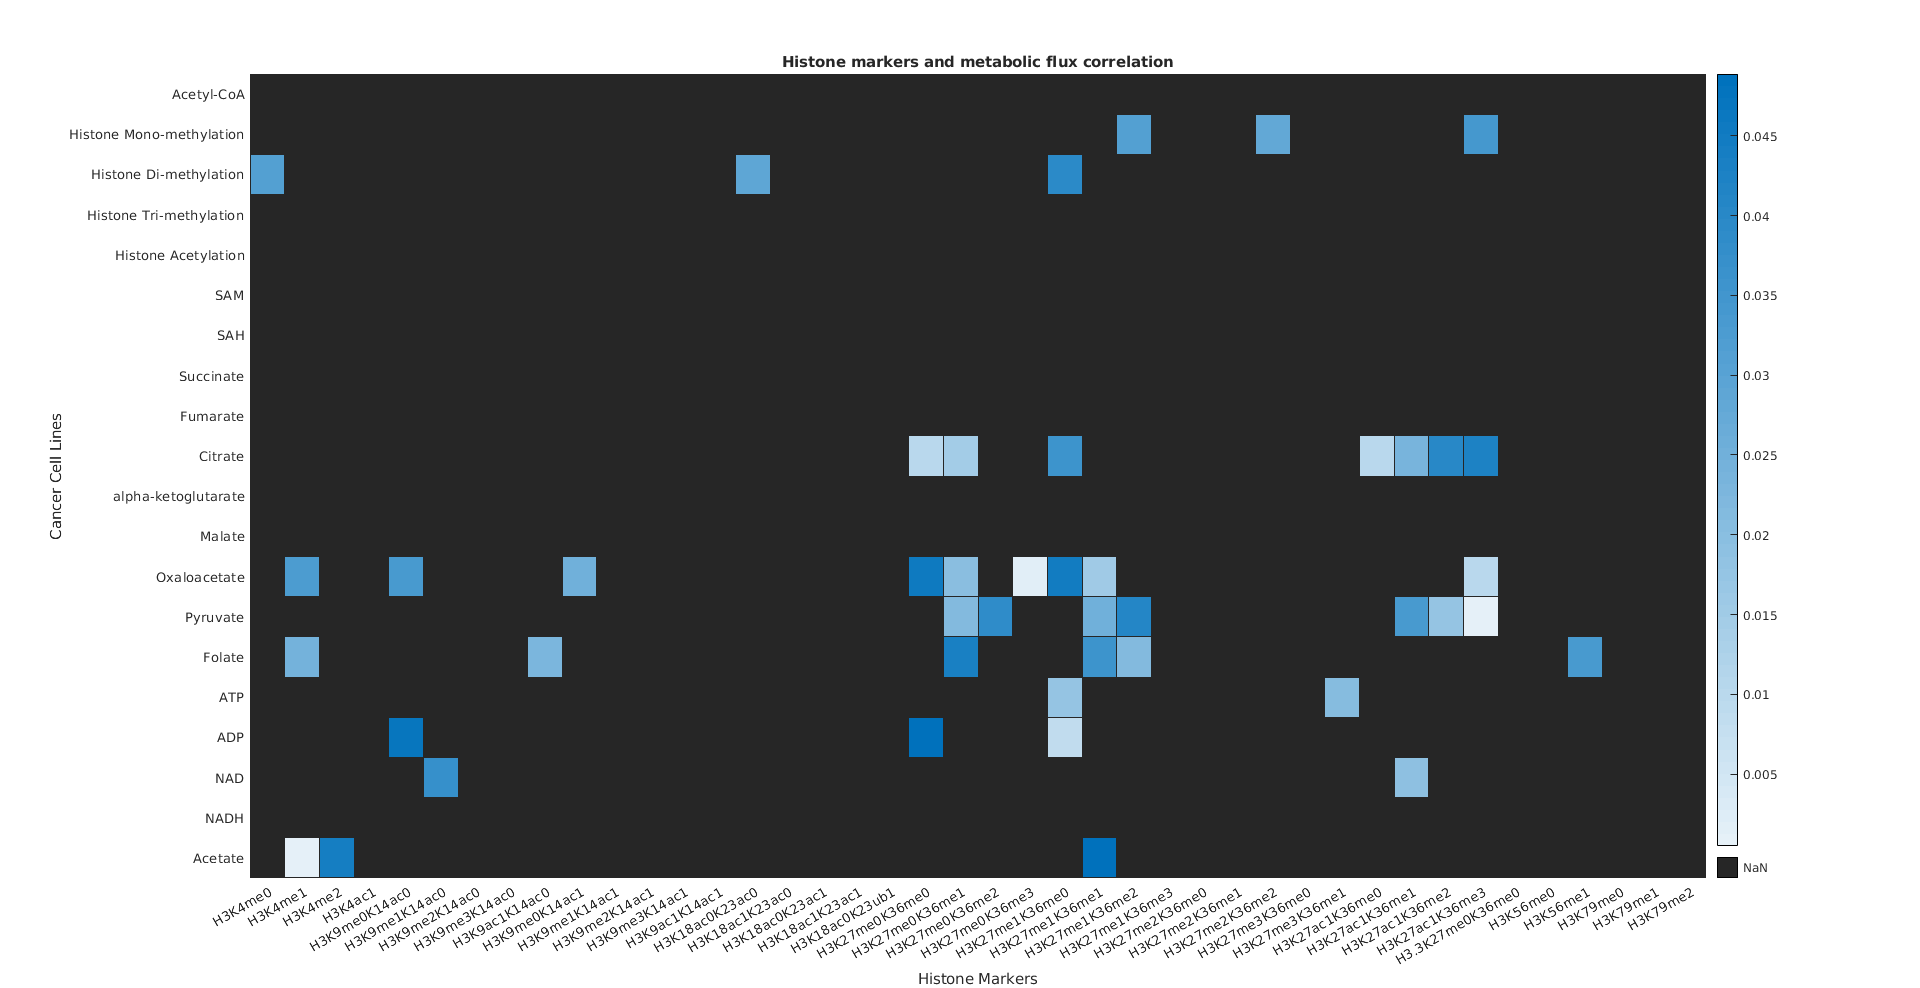 Histone markers and metabolic flux correlation
Acetyl-CoA
Histone Mono-methylation
Histone Di-methylation
Histone Tri-methylation
Histone Acetylation
SAM
SAH
Succinate
Fumarate
Citrate
alpha-ketoglutarate
Malate
Oxaloacetate
Pyruvate
Folate
ATP
ADP
NAD
NADH
Acetate
Cancer Cell Lines
0.045
0.04
0.035
0.03
0.025
0.02
0.015
0.01
0.005
NaN
H3K4me0
H3K4me1
H3K4me2
H3K4ac1
H3K9me0K14ac0
H3K9me1K14ac0
H3K9me2K14ac0
H3K9me3K14ac0
H3K9ac1K14ac0
H3K9me0K14ac1
H3K9me1K14ac1
H3K9me2K14ac1
H3K9me3K14ac1
H3K9ac1K14ac1
H3K18ac0K23ac0
H3K18ac1K23ac0
H3K18ac0K23ac1
H3K18ac1K23ac1
H3K18ac0K23ub1
H3K27me0K36me0
H3K27me0K36me1
H3K27me0K36me2
H3K27me0K36me3
H3K27me1K36me0
H3K27me1K36me1
H3K27me1K36me2
H3K27me1K36me3
H3K27me2K36me0
H3K27me2K36me1
H3K27me2K36me2
H3K27me3K36me0
H3K27me3K36me1
H3K27ac1K36me0
H3K27ac1K36me1
H3K27ac1K36me2
H3K27ac1K36me3
H3.3K27me0K36me0
H3K56me0
H3K56me1
H3K79me0
H3K79me1
H3K79me2
Histone Markers